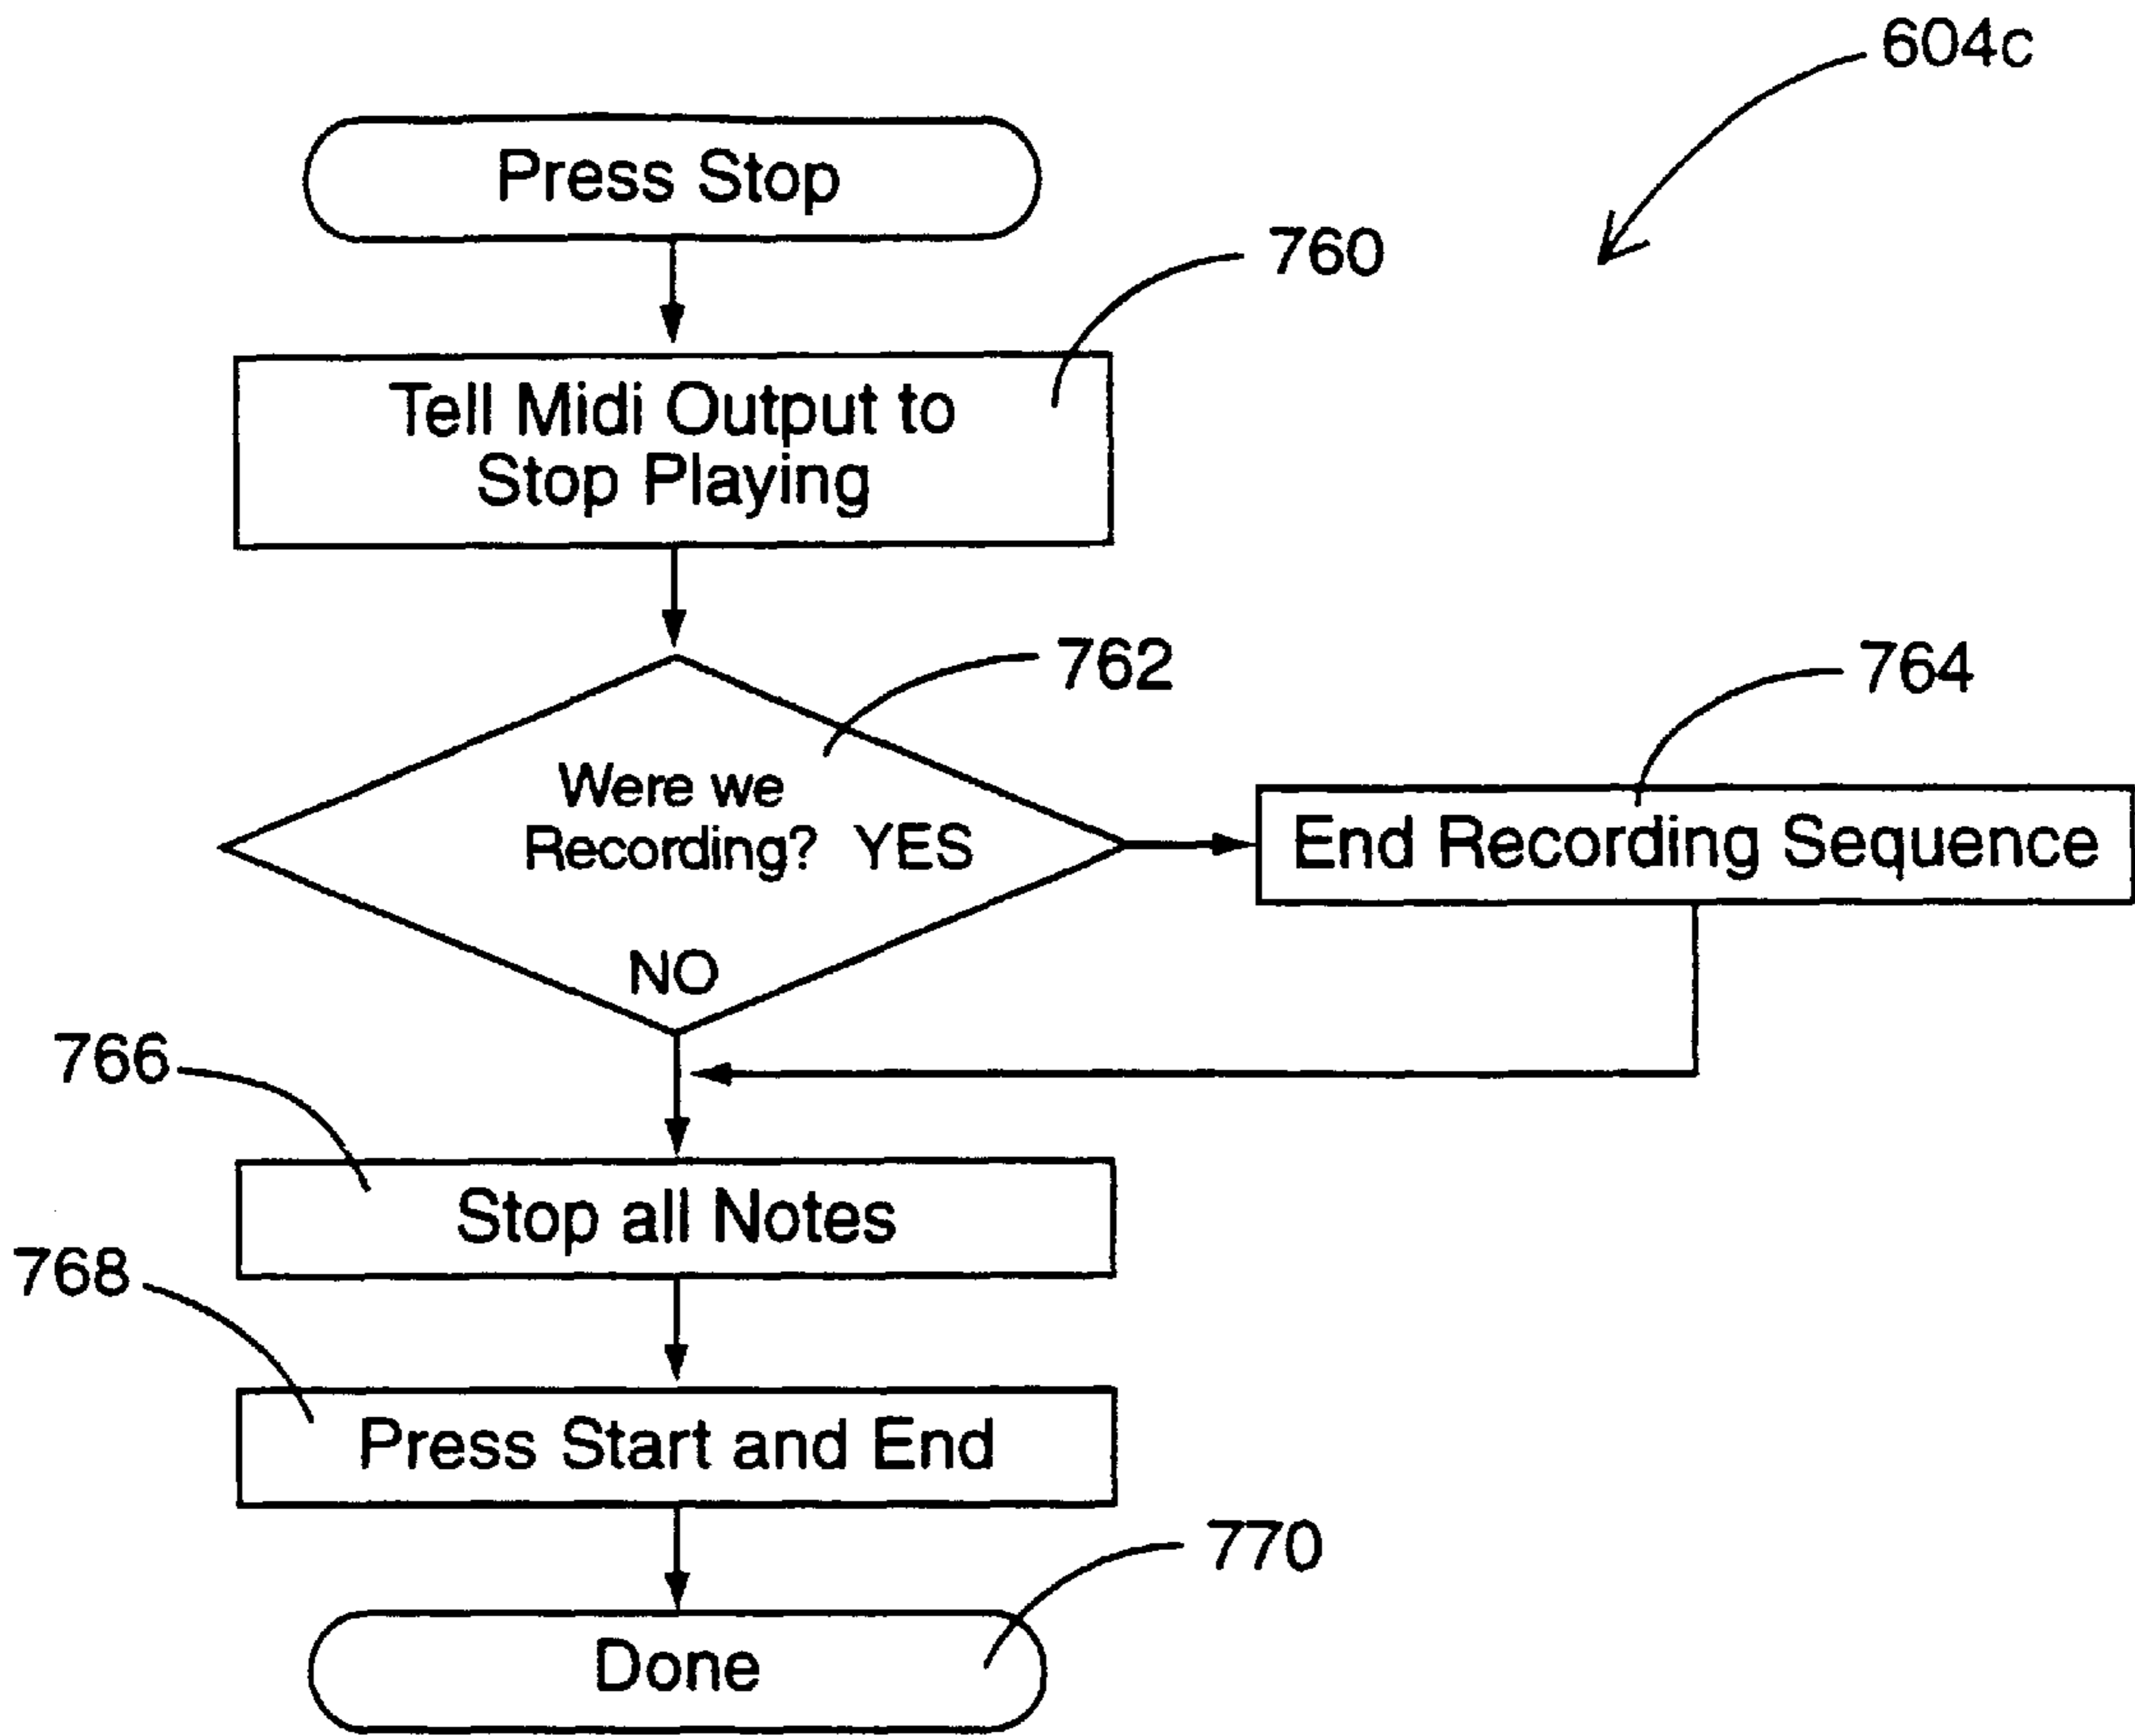 604c
Press Stop
760
Tell Midi Output to
Stop Playing
762
764
Were we
Recording? YES
End Recording Sequence
NO
766
Stop all Notes
768
Press Start and End
770
Done